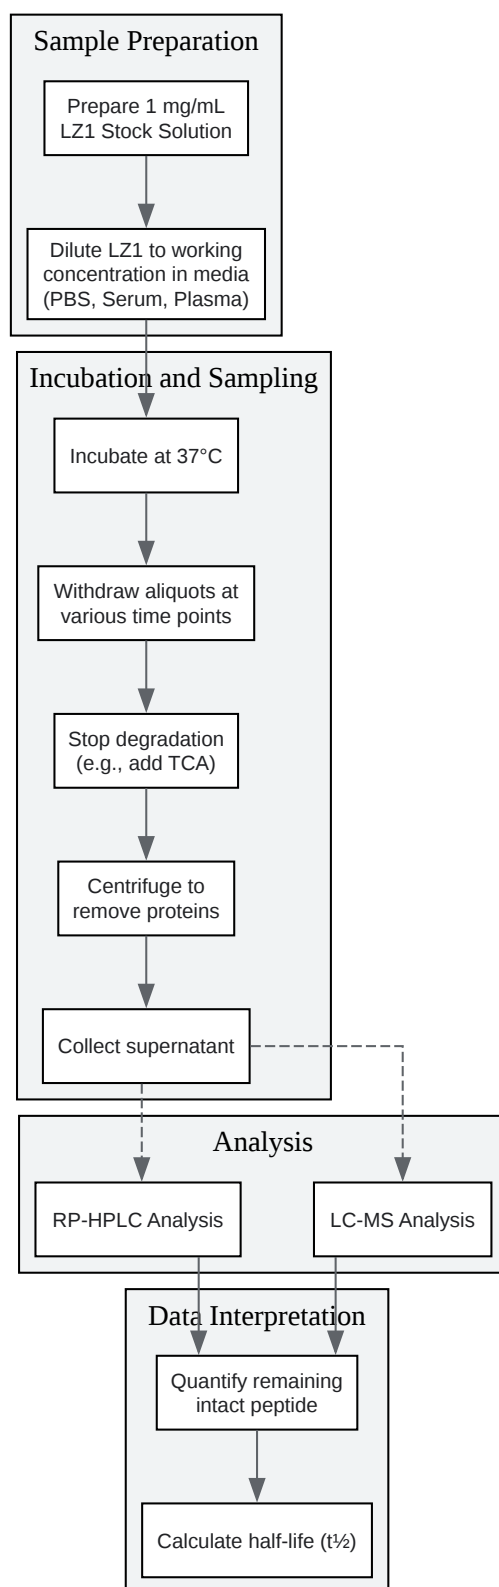 Sample Preparation
Prepare 1 mg/mL
LZ1 Stock Solution
Dilute LZ1 to working
concentration in media
(PBS, Serum, Plasma)
Incubation and Sampling
Incubate at 37°C
Withdraw aliquots at
various time points
Stop degradation
(e.g., add TCA)
Centrifuge to
remove proteins
Collect supernatant
Analysis
RP-HPLC Analysis
LC-MS Analysis
Data Interpretation
Quantify remaining
intact peptide
Calculate half-life (t½)